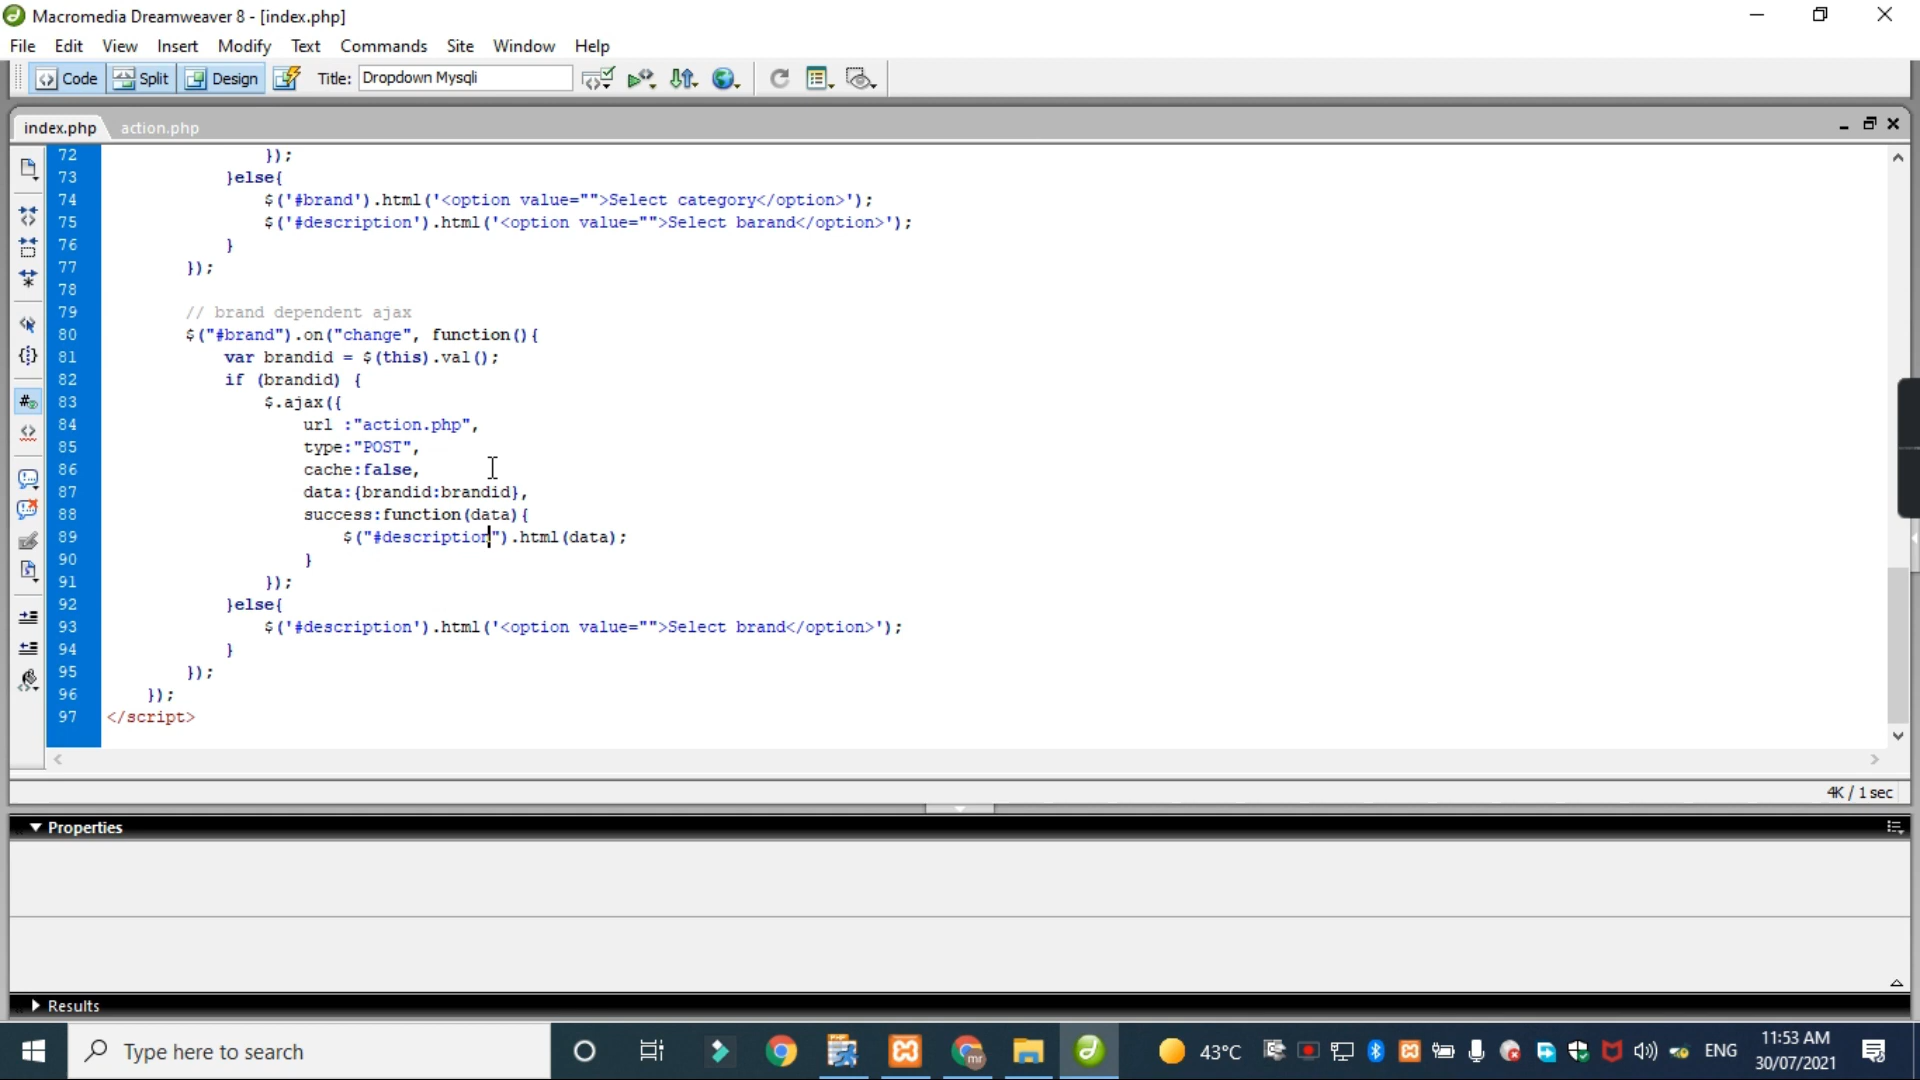 Macromedia Dreamweaver 8 - [index.php]
File Edit View Insert Modify Text Commands Site Window Help
Code Split Design Title: Dropdown Mysqli
index.php action.php
72 });
73 }else{
74 $('#brand').html('<option value="">Select category</option>');
75 $('#description').html('<option value="">Select barand</option>');
76 }
77 });
78
79 // brand dependent ajax
80 $("#brand").on("change", function(){
81 var brandid = $(this).val();
82 if (brandid) {
83 $.ajax({
84 url :"action.php",
85 type:"POST",
86 cache:false,
87 data:{brandid:brandid},
88 success:function(data){
89 $("#description").html(data);
90 }
91 });
92 }else{
93 $('#description').html('<option value="">Select brand</option>');
94 }
95 });
96 });
97 </script>
4K / 1 sec
Properties
Results
Type here to search
mr
43°C
ENG
11:53 AM
30/07/2021